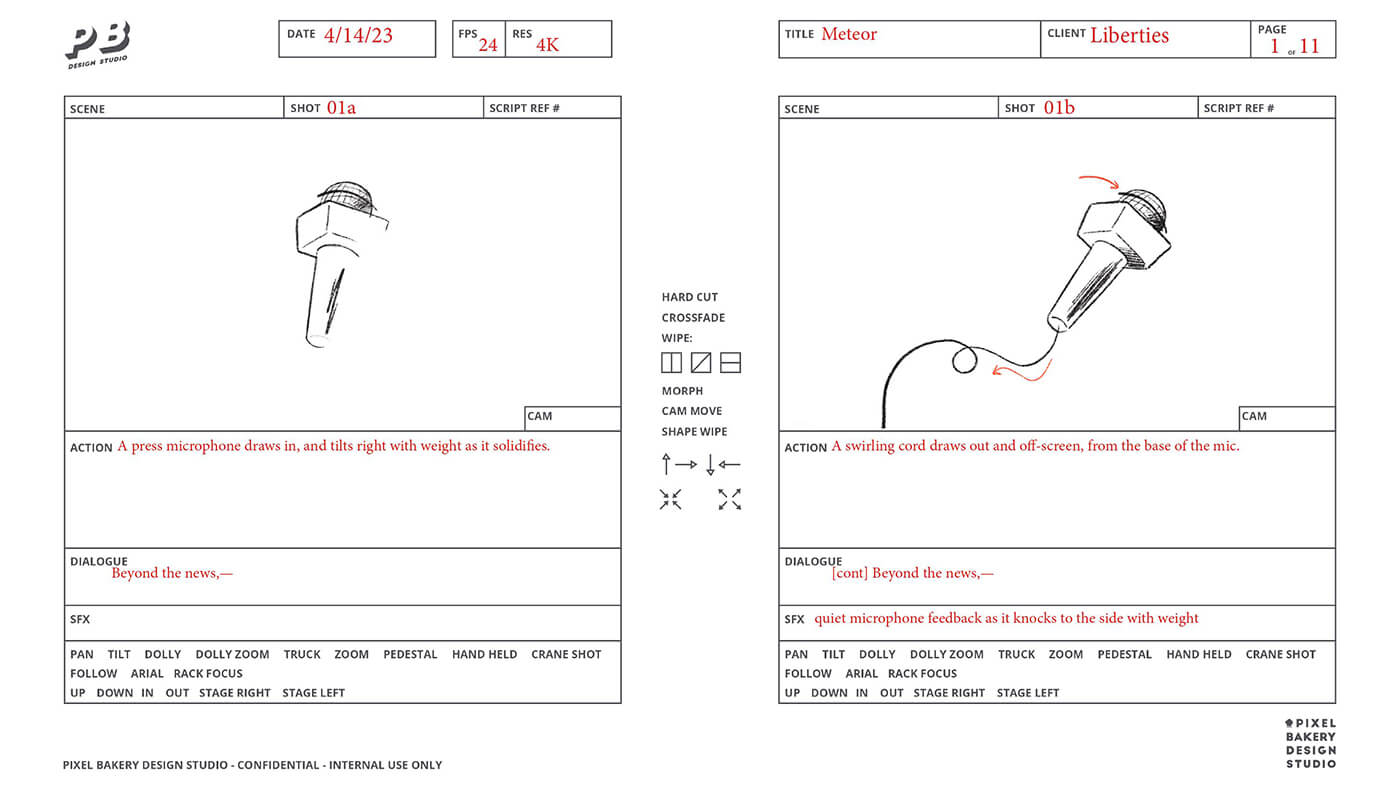 PB
DESIGN STUDIO
DATE 4/14/23
FPS 24
RES 4K
TITLE Meteor
CLIENT Liberties
PAGE 1 OF 11
SCENE
SHOT 01a
SCRIPT REF #
CAM
ACTION A press microphone draws in, and tilts right with weight as it solidifies.
DIALOGUE
Beyond the news,—
SFX
PAN TILT DOLLY DOLLY ZOOM TRUCK ZOOM PEDESTAL HAND HELD CRANE SHOT
FOLLOW ARIAL RACK FOCUS
UP DOWN IN OUT STAGE RIGHT STAGE LEFT
HARD CUT
CROSSFADE
WIPE:
MORPH
CAM MOVE
SHAPE WIPE
SCENE
SHOT 01b
SCRIPT REF #
CAM
ACTION A swirling cord draws out and off-screen, from the base of the mic.
DIALOGUE
[cont] Beyond the news,—
SFX quiet microphone feedback as it knocks to the side with weight
PAN TILT DOLLY DOLLY ZOOM TRUCK ZOOM PEDESTAL HAND HELD CRANE SHOT
FOLLOW ARIAL RACK FOCUS
UP DOWN IN OUT STAGE RIGHT STAGE LEFT
PIXEL BAKERY DESIGN STUDIO - CONFIDENTIAL - INTERNAL USE ONLY
PIXEL
BAKERY
DESIGN
STUDIO